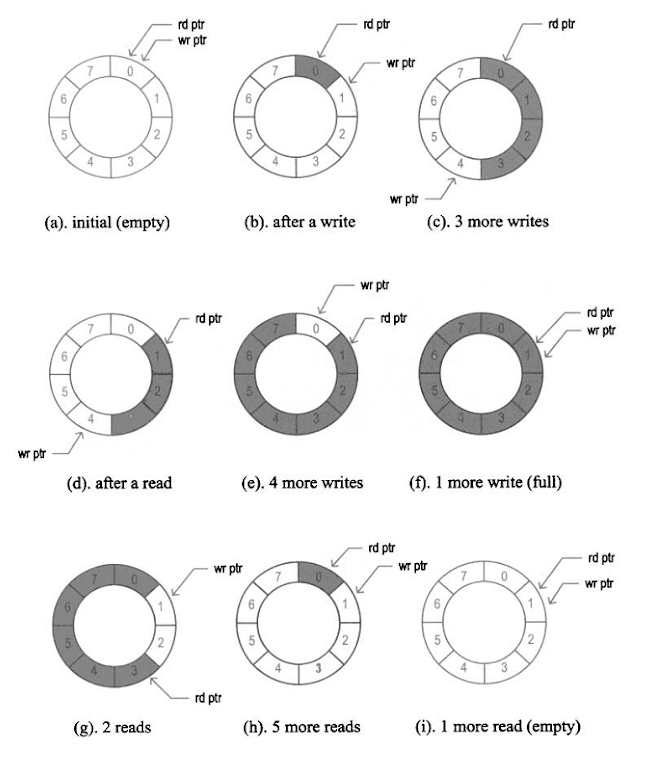 rd ptr
wr ptr
7 0
6 1
5 2
4 3
(a). initial (empty)
rd ptr
wr ptr
7 0
6 1
5 2
4 3
(b). after a write
rd ptr
7 0
6 1
5 2
4 3
wr ptr
(c). 3 more writes
rd ptr
7 0
6 1
5 2
4
wr ptr
(d). after a read
wr ptr
rd ptr
7 0
6 1
5 2
4 3
(e). 4 more writes
rd ptr
wr ptr
7 0
6 1
5 2
4 3
(f). 1 more write (full)
wr ptr
7 0
6 1
5 2
4 3
rd ptr
(g). 2 reads
rd ptr
wr ptr
7 0
6 1
5 2
4 3
(h). 5 more reads
rd ptr
wr ptr
7 0
6 1
5 2
4 3
(i). 1 more read (empty)